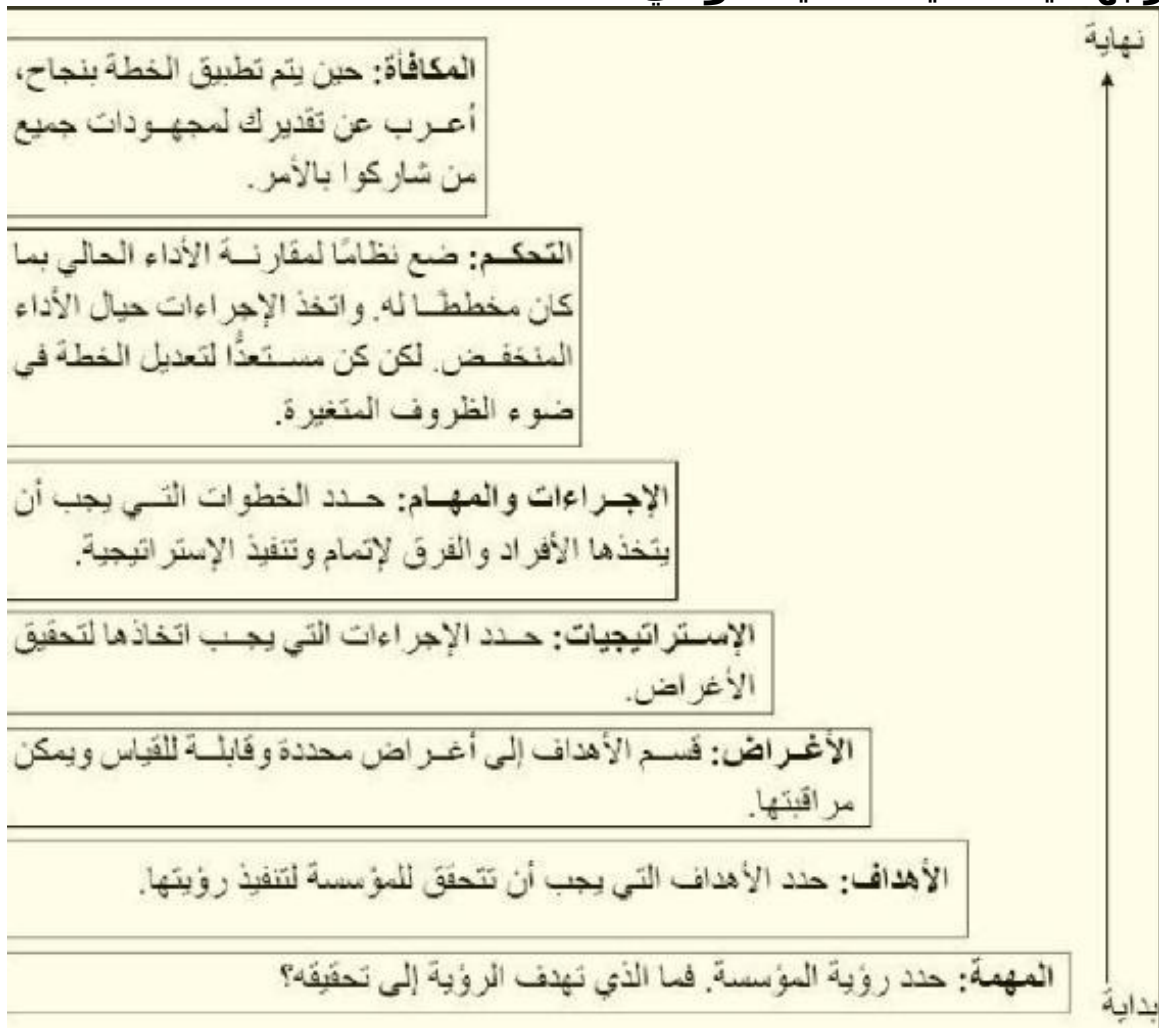 نهاية
المكافأة: حين يتم تطبيق الخطة بنجاح،
أعرب عن تقديرك لمجهودات جميع
من شاركوا بالأمر.
التحكم: ضع نظامًا لمقارنة الأداء الحالي بما
كان مخططًا له. واتخذ الإجراءات حيال الأداء
المنخفض. لكن كن مستعدًّا لتعديل الخطة في
ضوء الظروف المتغيرة.
الإجراءات والمهام: حدد الخطوات التي يجب أن
يتخذها الأفراد والفرق لإتمام وتنفيذ الإستراتيجية.
الإستراتيجيات: حدد الإجراءات التي يجب اتخاذها لتحقيق
الأغراض.
الأغراض: قسم الأهداف إلى أغراض محددة وقابلة للقياس ويمكن
مراقبتها.
الأهداف: حدد الأهداف التي يجب أن تتحقق للمؤسسة لتنفيذ رؤيتها.
المهمة: حدد رؤية المؤسسة. فما الذي تهدف الرؤية إلى تحقيقه؟
بداية